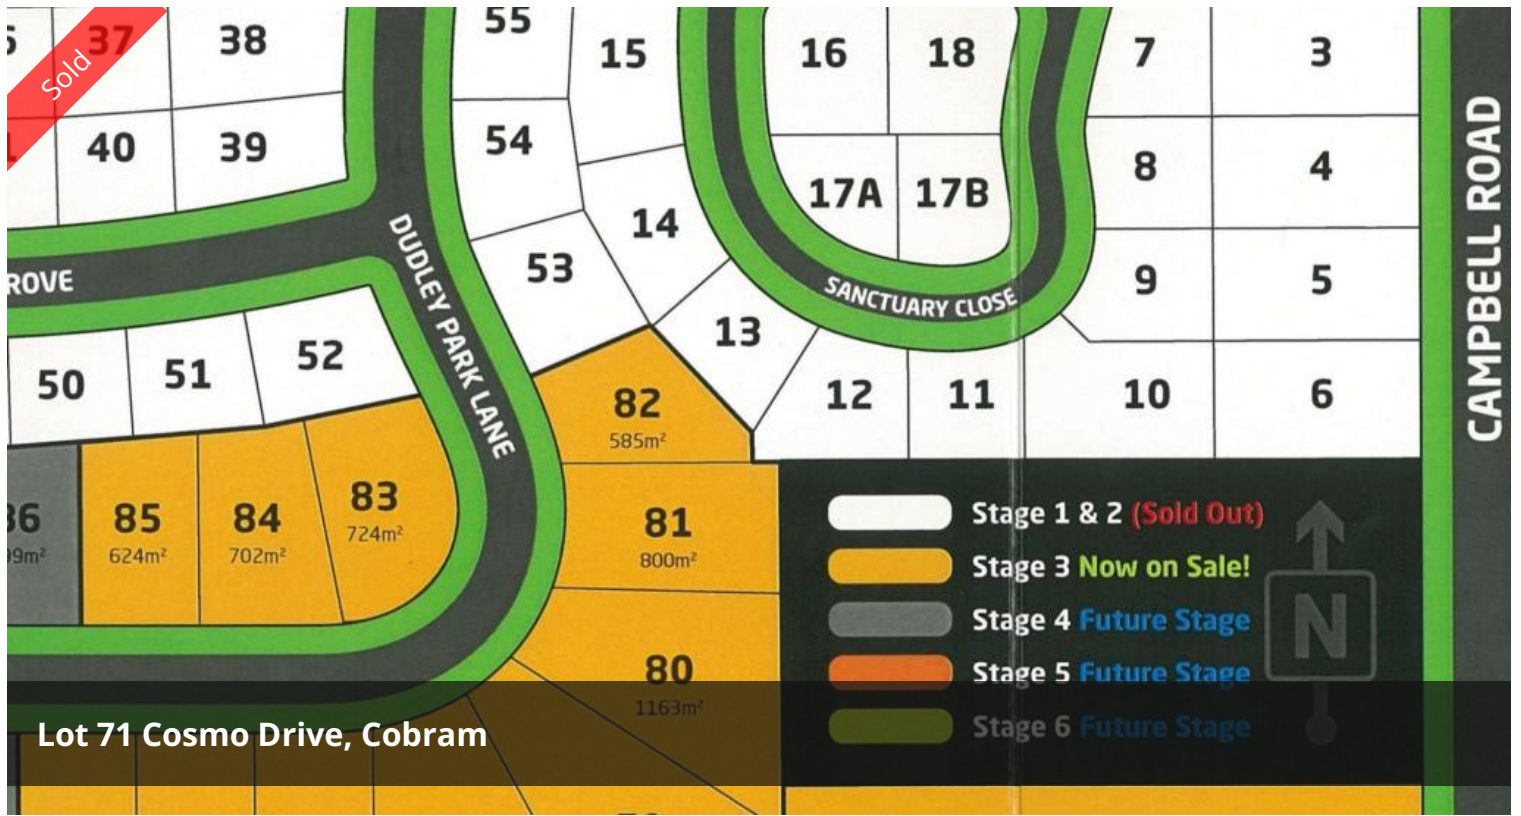 Sold
37
38
55
15
16
18
7
3
40
39
54
8
4
17A
17B
14
CAMPBELL ROAD
DUDLEY PARK LANE
ROVE
53
9
5
SANCTUARY CLOSE
13
52
51
50
82
585m²
12
11
10
6
85
624m²
84
702m²
83
724m²
81
800m²
Stage 1 & 2 (Sold Out)
Stage 3 Now on Sale!
Stage 4 Future Stage
Stage 5 Future Stage
Stage 6 Future Stage
N
80
1163m²
Lot 71 Cosmo Drive, Cobram